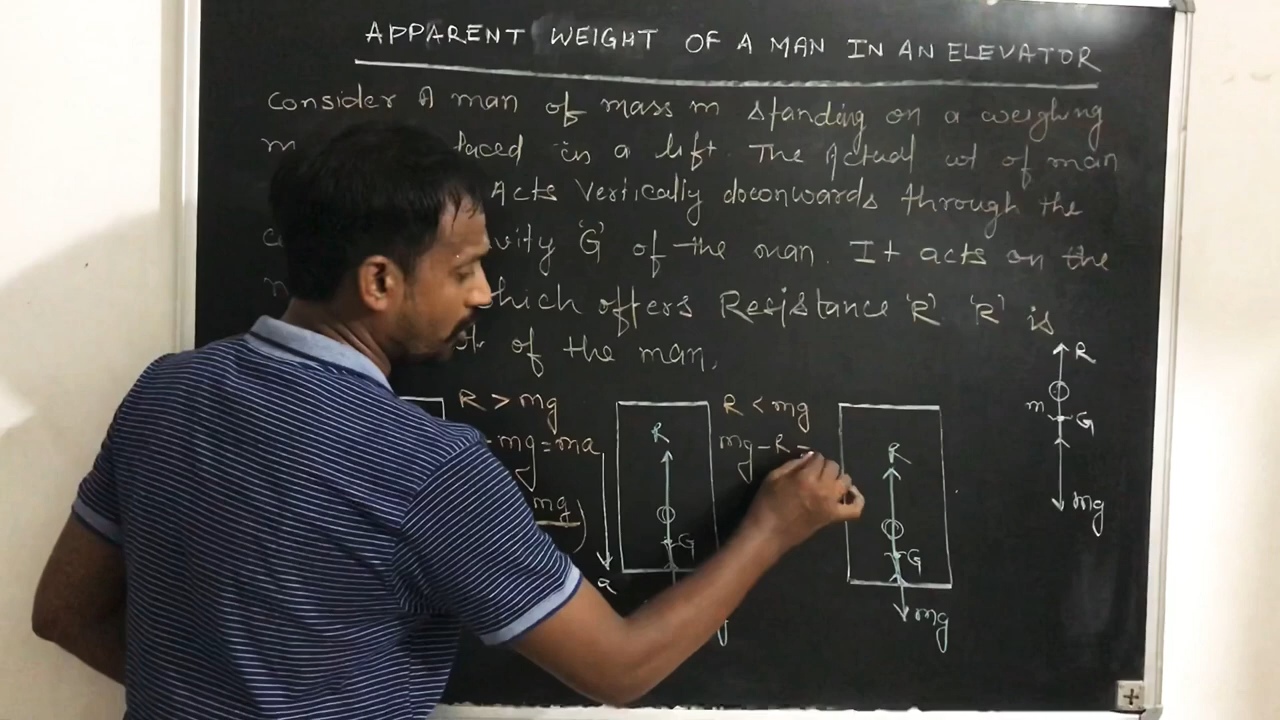 APPARENT WEIGHT OF A MAN IN AN ELEVATOR
Consider A man of mass m standing on a weighing
m laced in a lift. The Actual wt of man
Acts Vertically downwards through the
vity 'G' of the man. It acts on the
which offers Resistance 'R'. 'R' is
of the man.
R
m G
mg
R > mg
- mg = ma
mg
a
R
G
R < mg
mg - R =
R
G
mg